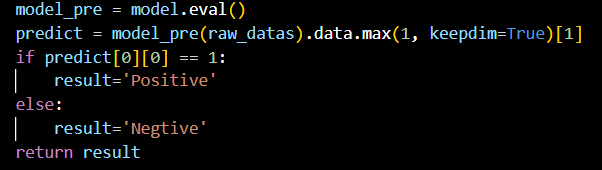 model_pre = model.eval()
predict = model_pre(raw_datas).data.max(1, keepdim=True)[1]
if predict[0][0] == 1:
    result='Positive'
else:
    result='Negtive'
return result